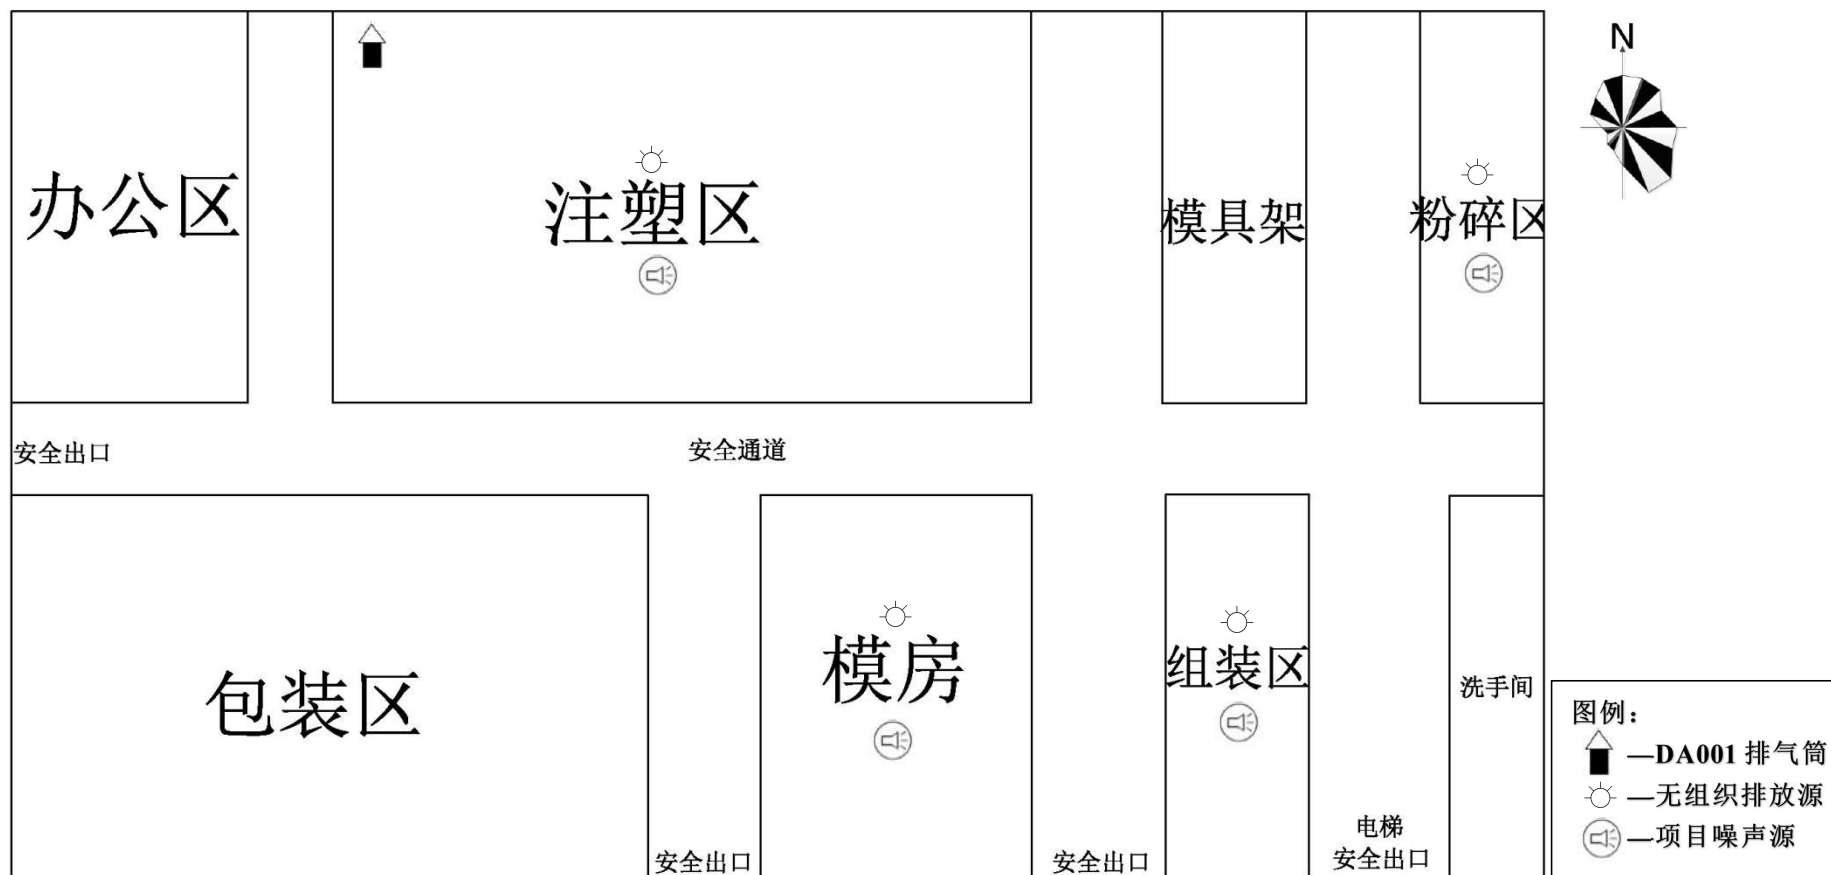 N
办公区
注塑区
模具架
粉碎区
安全出口
安全通道
包装区
模房
组装区
洗手间
安全出口
安全出口
电梯
安全出口
图例：
—DA001 排气筒
—无组织排放源
—项目噪声源